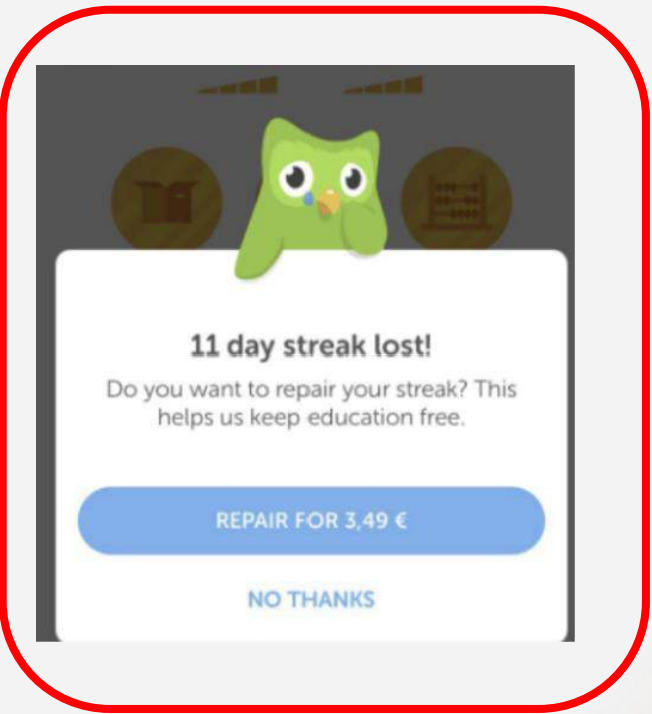 11 day streak lost!
Do you want to repair your streak? This
helps us keep education free.
REPAIR FOR 3,49 €
NO THANKS